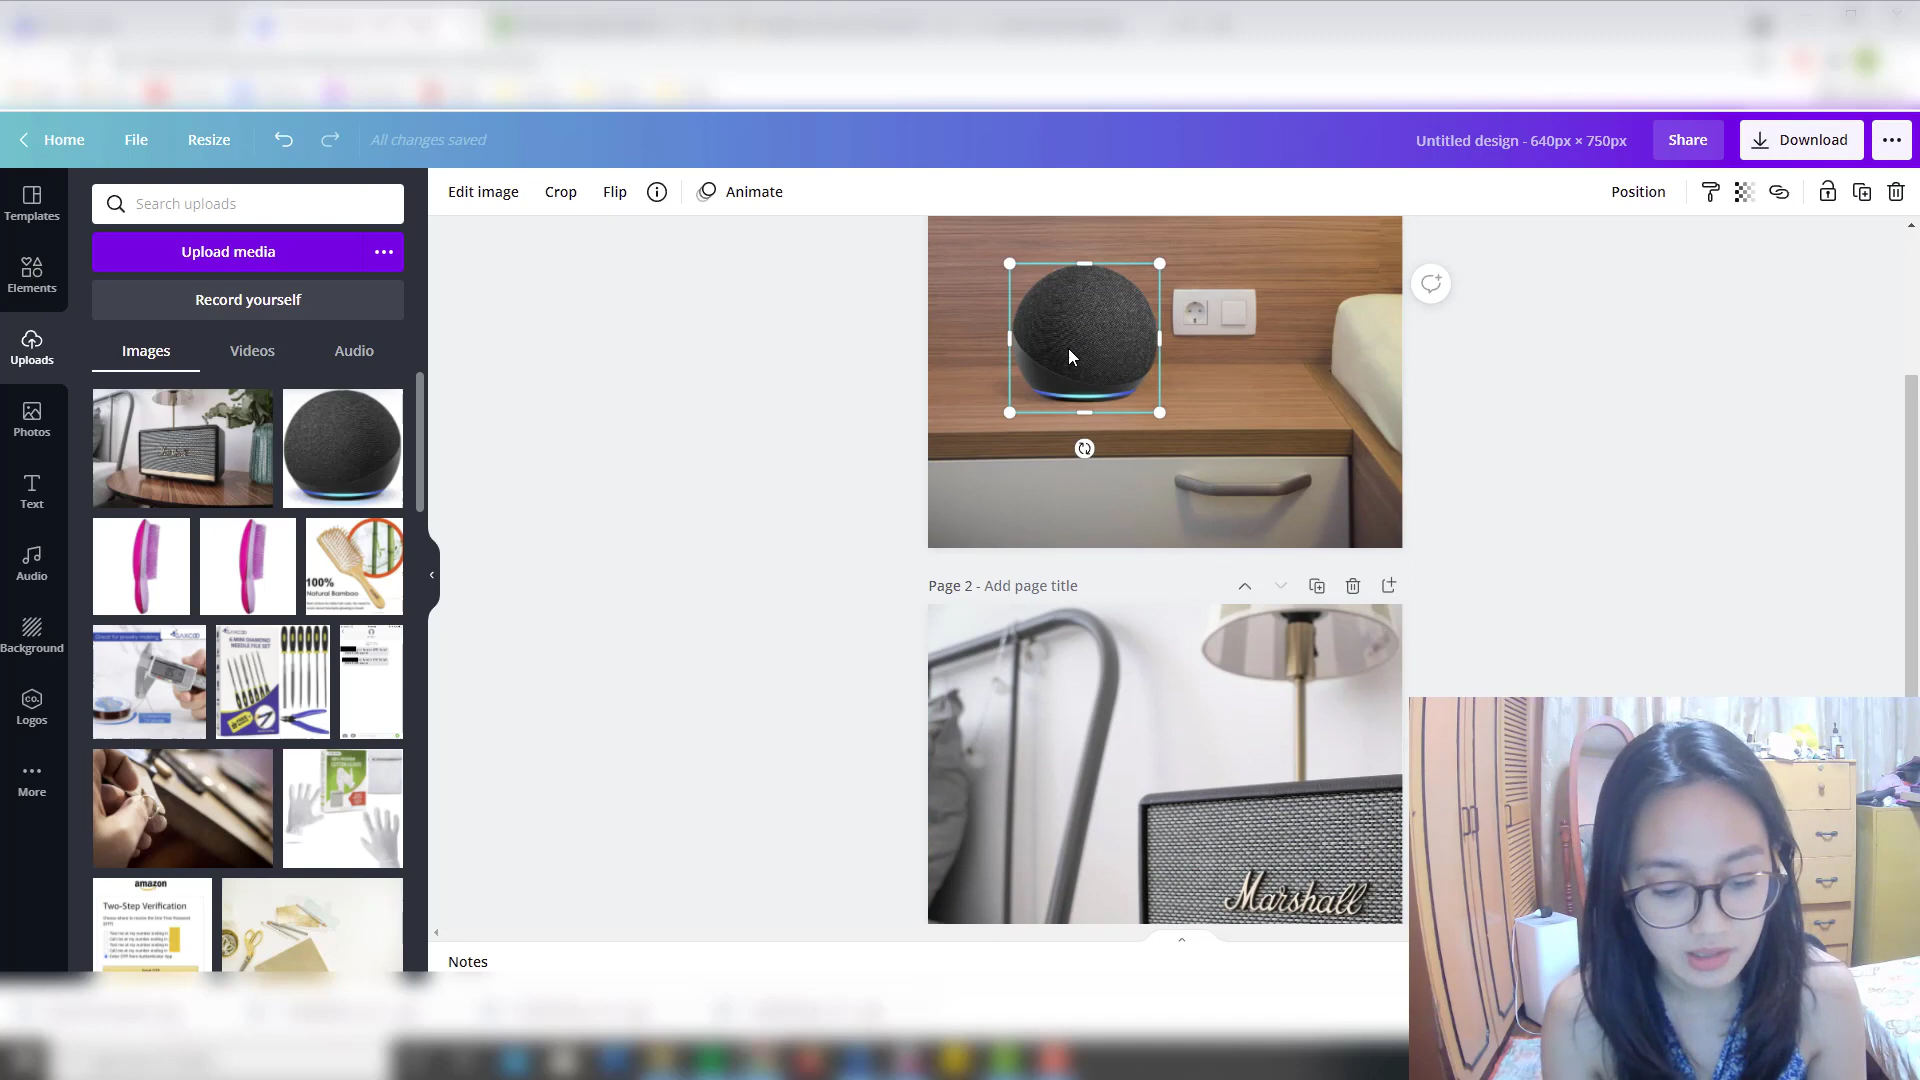 Home
File
Resize
All changes saved
Untitled design - 640px × 750px
Share
Download
Templates
Elements
Uploads
Photos
Text
Audio
Background
CO.
Logos
More
Search uploads
Upload media
Record yourself
Images
Videos
Audio
100%
Natural Bamboo
amazon
Two-Step Verification
Edit image
Crop
Flip
Animate
Position
Page 2 - Add page title
Marshall
Notes